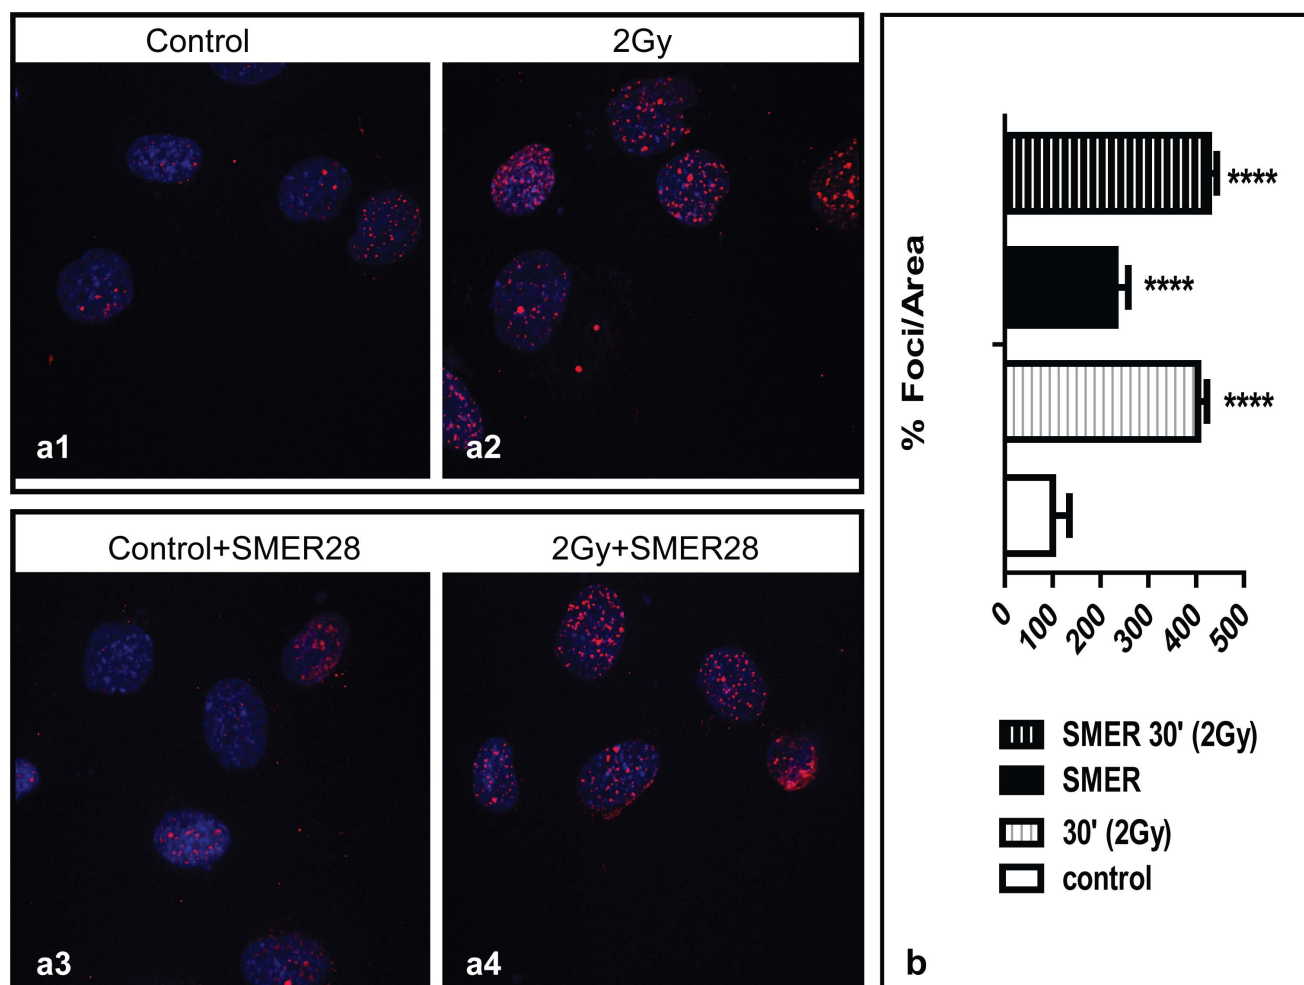 Control
2Gy
a1
a2
Control+SMER28
2Gy+SMER28
a3
a4
% Foci/Area
****
****
****
0
100
200
300
400
500
SMER 30' (2Gy)
SMER
30' (2Gy)
control
b